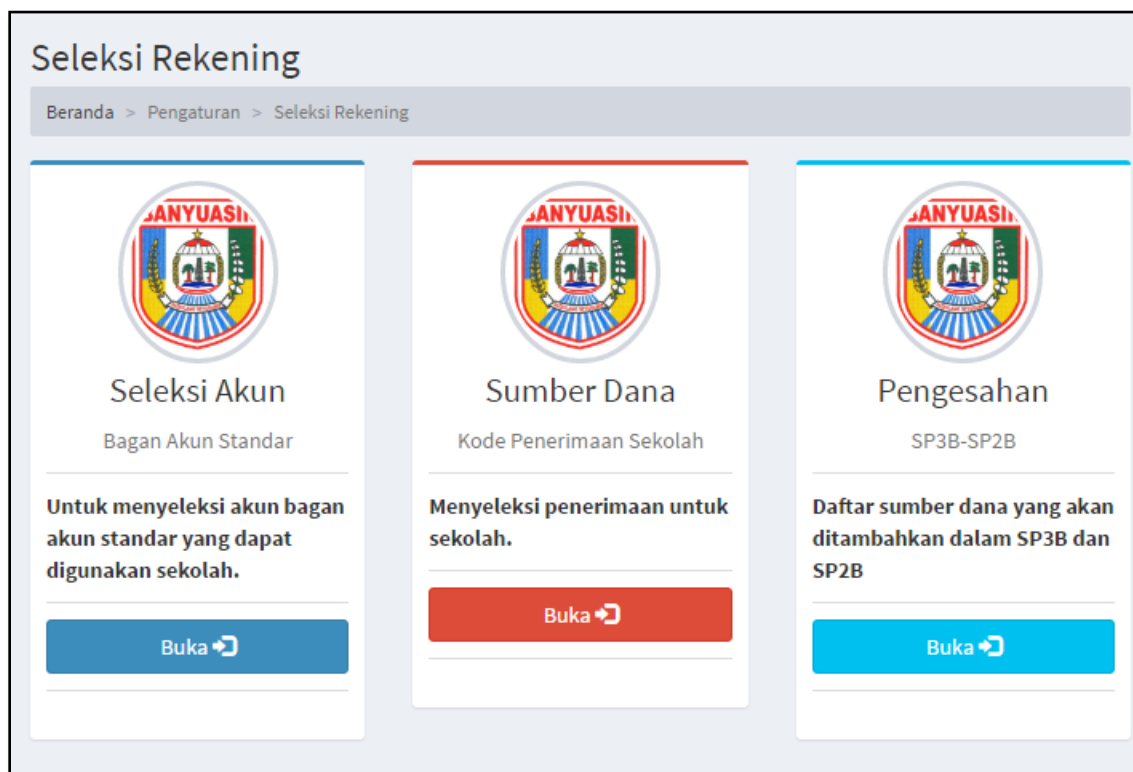 Seleksi Rekening
Beranda > Pengaturan > Seleksi Rekening
BANYUASIN
Seleksi Akun
Bagan Akun Standar
Untuk menyeleksi akun bagan
akun standar yang dapat
digunakan sekolah.
Buka
BANYUASIN
Sumber Dana
Kode Penerimaan Sekolah
Menyeleksi penerimaan untuk
sekolah.
Buka
BANYUASIN
Pengesahan
SP3B-SP2B
Daftar sumber dana yang akan
ditambahkan dalam SP3B dan
SP2B
Buka